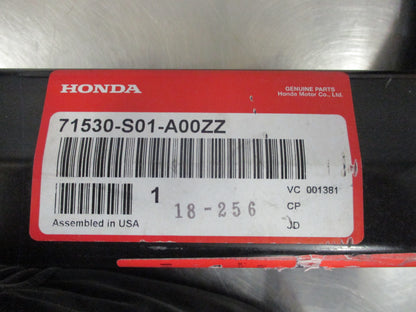 HONDA
GENUINE PARTS
Honda Motor Co., Ltd.
71530-S01-A00ZZ
1
18-256
VC 001381
CP
JD
Assembled in USA